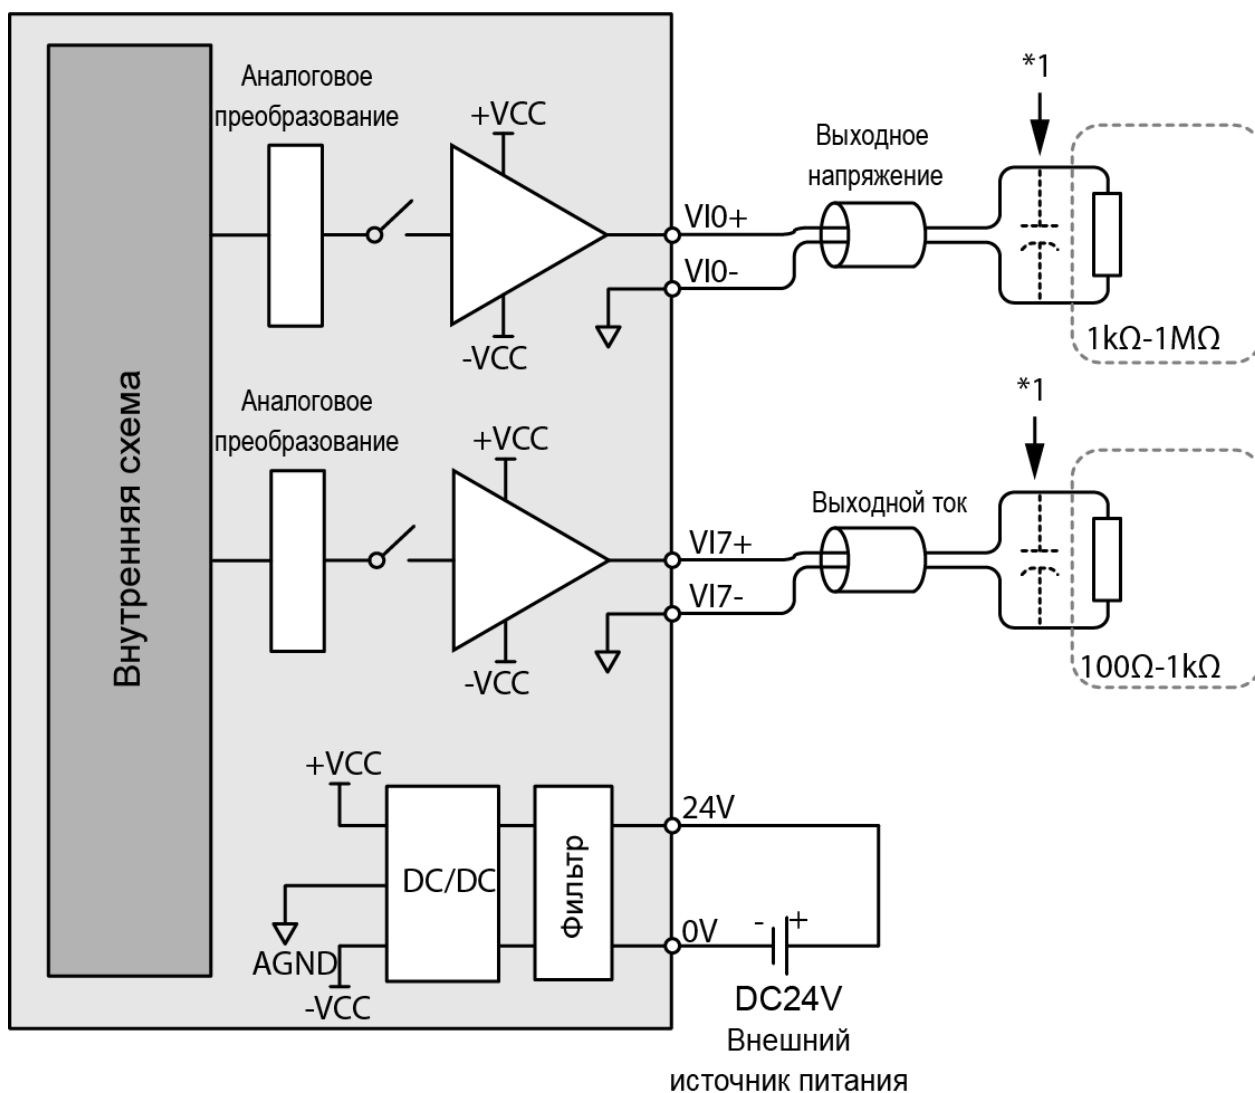 Аналоговое
преобразование
+VCC
-VCC
VI0+
VI0-
Выходное
напряжение
*1
1kΩ-1MΩ
Внутренняя схема
Аналоговое
преобразование
+VCC
-VCC
VI7+
VI7-
Выходной ток
*1
100Ω-1kΩ
+VCC
DC/DC
Фильтр
AGND
-VCC
24V
0V
- +
DC24V
Внешний
источник питания